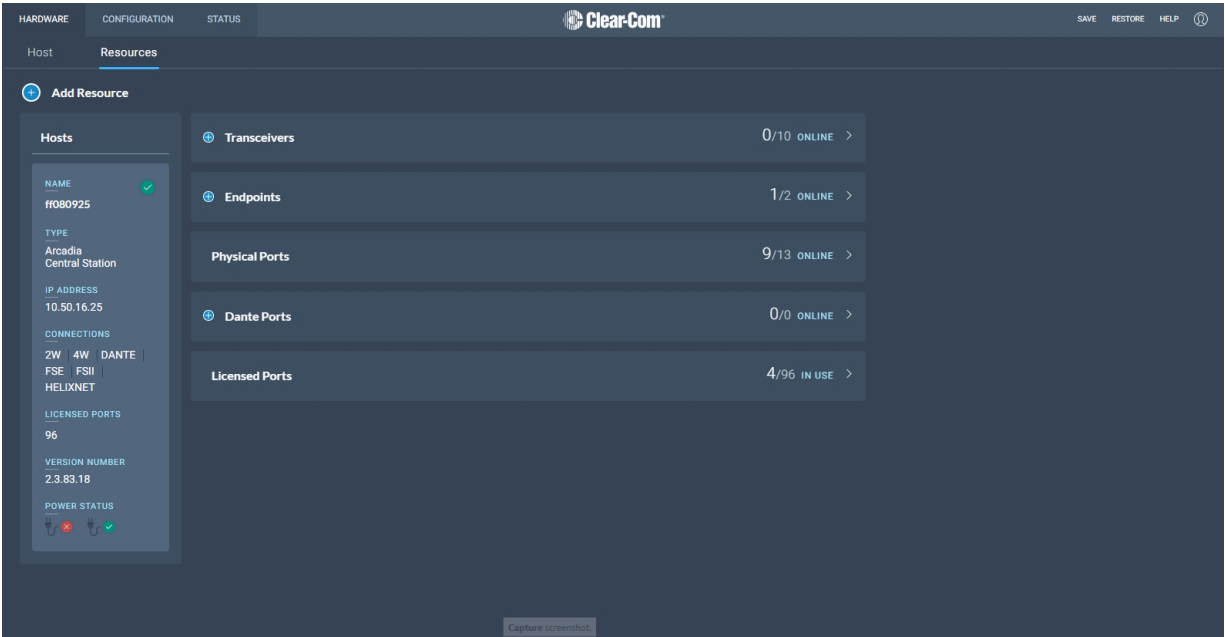 HARDWARE CONFIGURATION STATUS Clear-Com SAVE RESTORE HELP
Host Resources
Add Resource
Hosts
NAME
ff080925
TYPE
Arcadia
Central Station
IP ADDRESS
10.50.16.25
CONNECTIONS
2W 4W DANTE
FSE FSII
HELIXNET
LICENSED PORTS
96
VERSION NUMBER
2.3.83.18
POWER STATUS
Transceivers 0/10 ONLINE
Endpoints 1/2 ONLINE
Physical Ports 9/13 ONLINE
Dante Ports 0/0 ONLINE
Licensed Ports 4/96 IN USE
Capture screenshot.